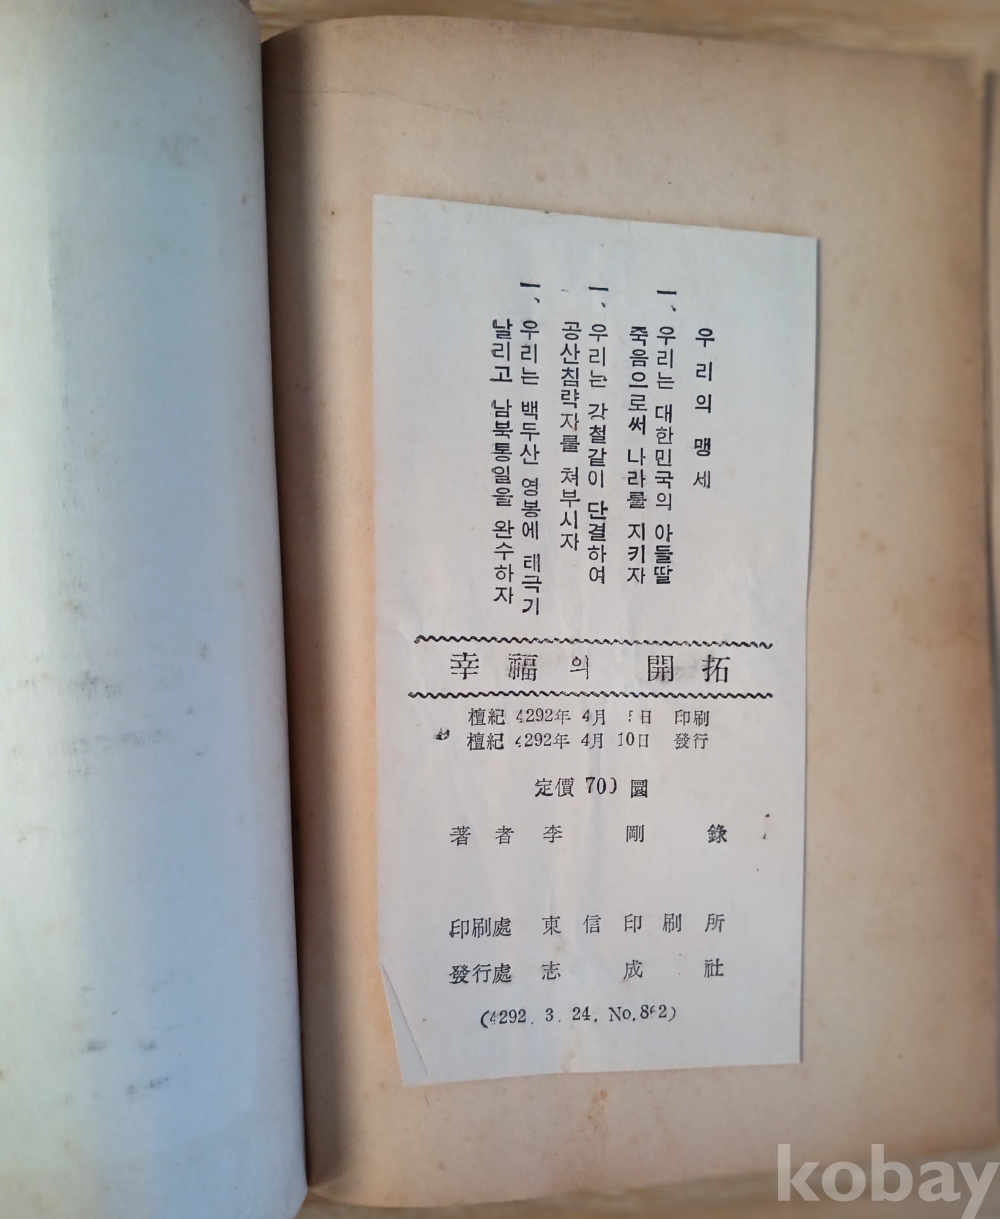 우리의 맹세
一、우리는 대한민국의 아들딸
죽음으로써 나라를 지키자
一、우리는 강철같이 단결하여
공산침략자를 쳐부시자
一、우리는 백두산 영봉에 태극기
날리고 남북통일을 완수하자
幸福의 開拓
檀紀 4292年 4月 5日 印刷
檀紀 4292年 4月 10日 發行
定價 700 圜
著者 李剛錄
印刷處 東信印刷所
發行處 志成社
(4292. 3. 24.
kobay